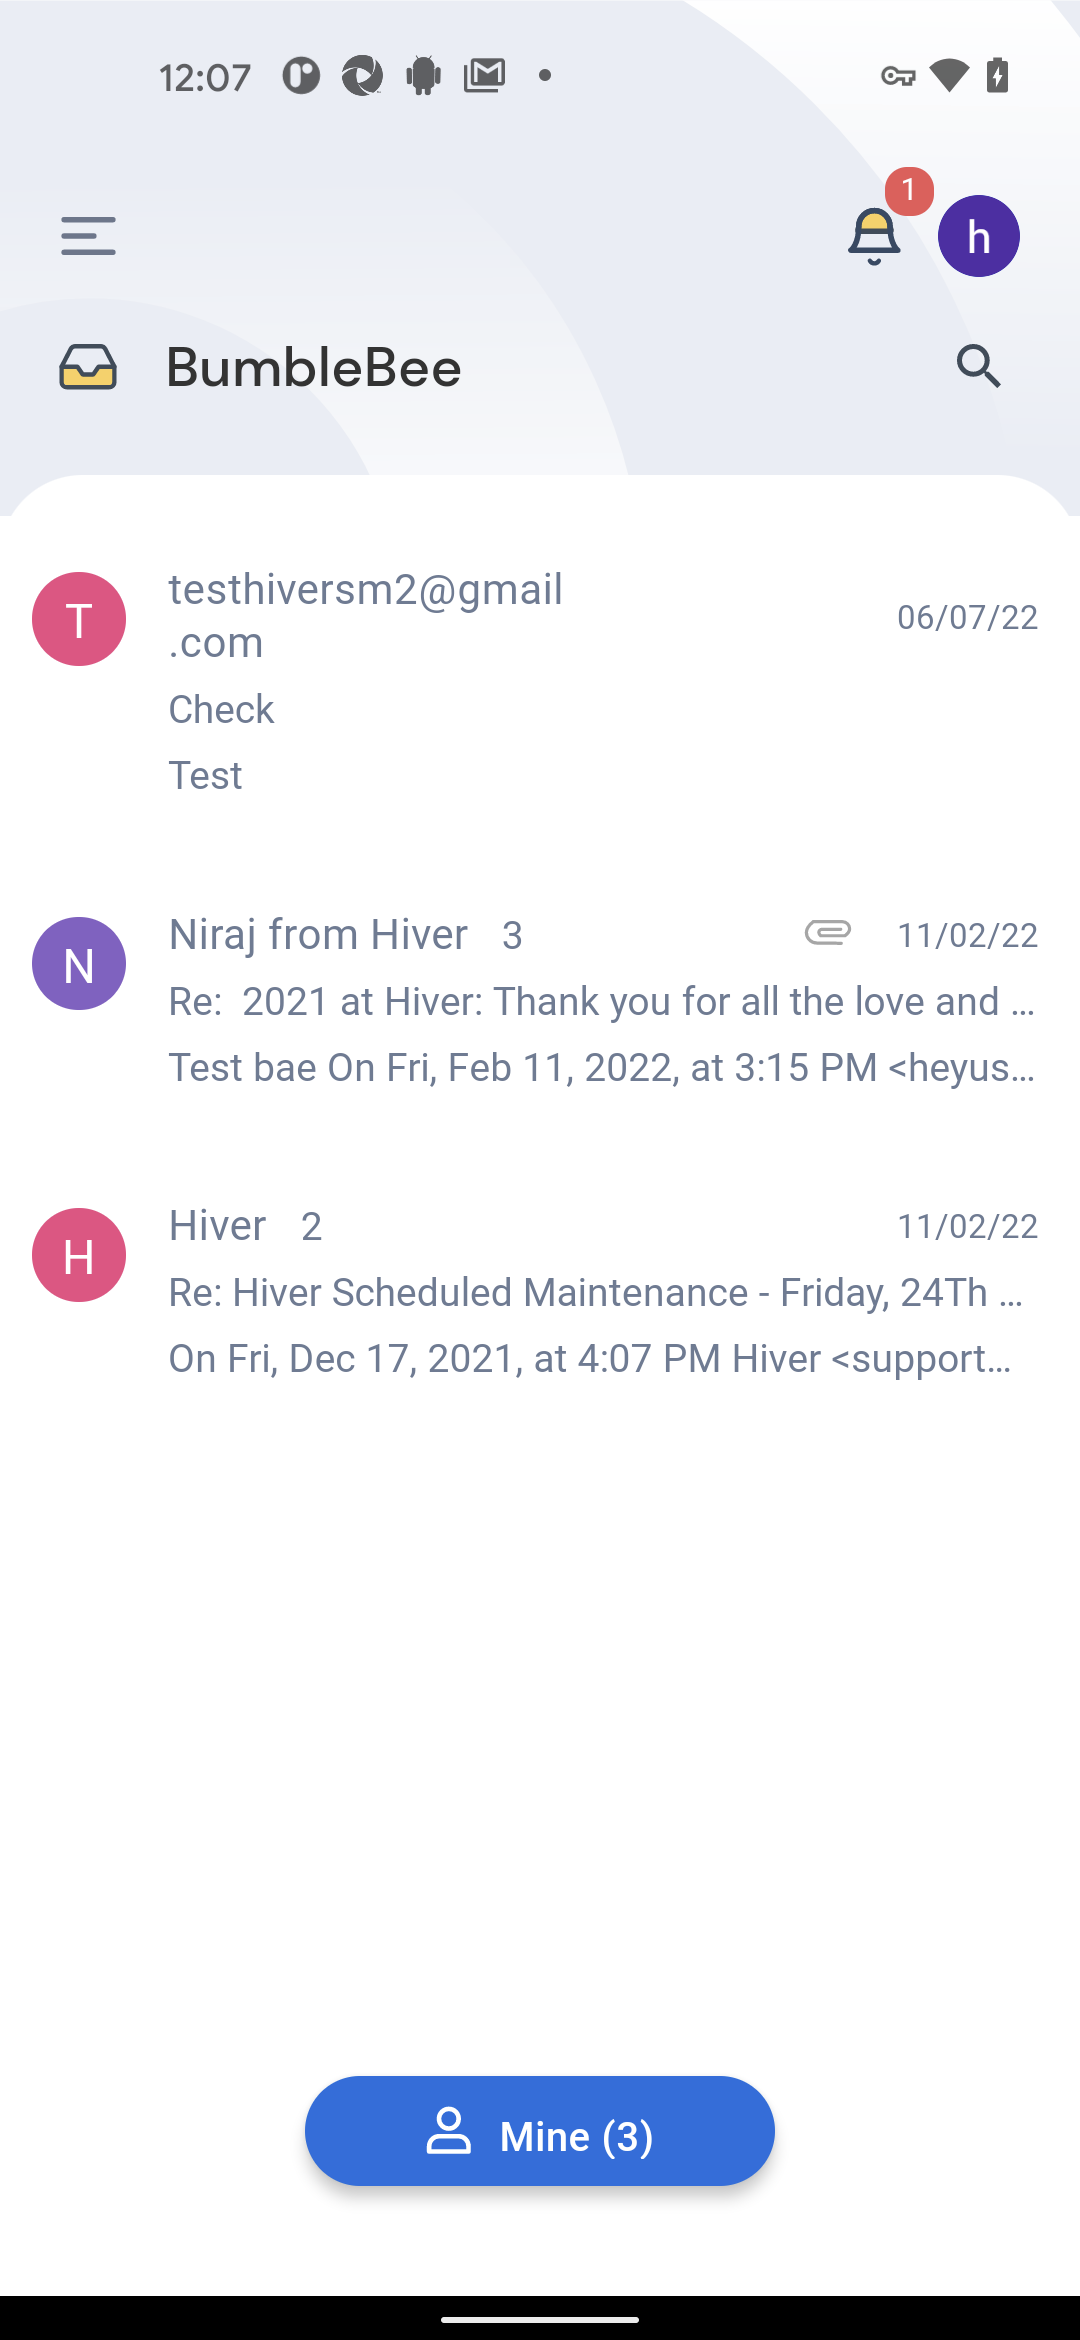 12:07
1
h
BumbleBee
T
testhiversm2@gmail
.com
06/07/22
Check
Test
N
Niraj from Hiver 3
11/02/22
Re:  2021 at Hiver: Thank you for all the love and ...
Test bae On Fri, Feb 11, 2022, at 3:15 PM <heyus...
H
Hiver 2
11/02/22
Re: Hiver Scheduled Maintenance - Friday, 24Th ...
On Fri, Dec 17, 2021, at 4:07 PM Hiver <support...
Mine (3)